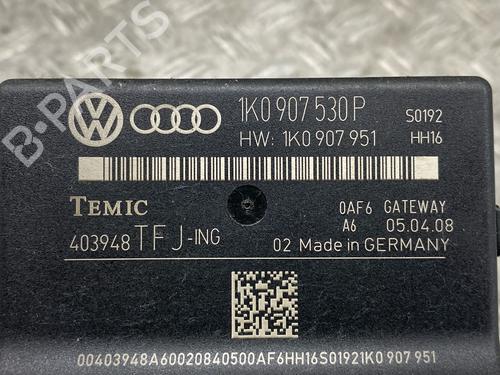 1K0 907 530 P S0192
HW: 1K0 907 951 HH16
TEMIC 0AF6 GATEWAY
A6 05.04.08
403948 TFJ-ING 02 Made in GERMANY
00403948A60020840500AF6HH16S01921K0 907 951
B-PARTS